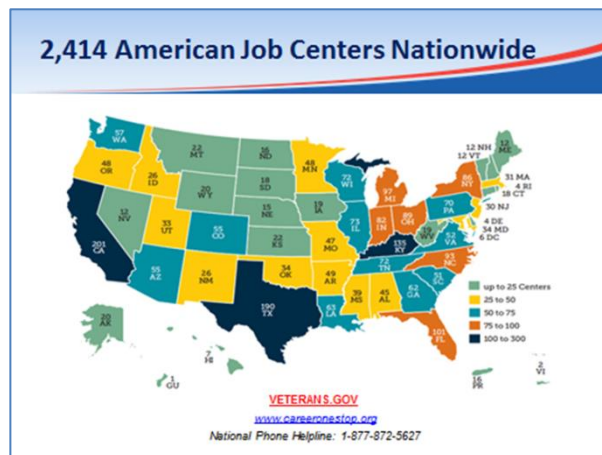 2,414 American Job Centers Nationwide
57
WA
48
OR
26
ID
22
MT
16
ND
48
MN
18
SD
20
WY
12
NV
33
UT
55
CO
15
NE
19
IA
22
KS
47
MO
72
WI
97
MI
73
IL
82
IN
89
OH
70
PA
86
NY
12 NH
12 VT
12
ME
31 MA
4 RI
18 CT
30 NJ
4 DE
34 MD
6 DC
201
CA
55
AZ
26
NM
190
TX
34
OK
49
AR
63
LA
39
MS
45
AL
62
GA
101
FL
51
SC
93
NC
72
TN
135
KY
19
WV
52
VA
20
AK
7
HI
1
GU
16
PR
2
VI
up to 25 Centers
25 to 50
50 to 75
75 to 100
100 to 300
VETERANS.GOV
www.careeronestop.org
National Phone Helpline: 1-877-872-5627